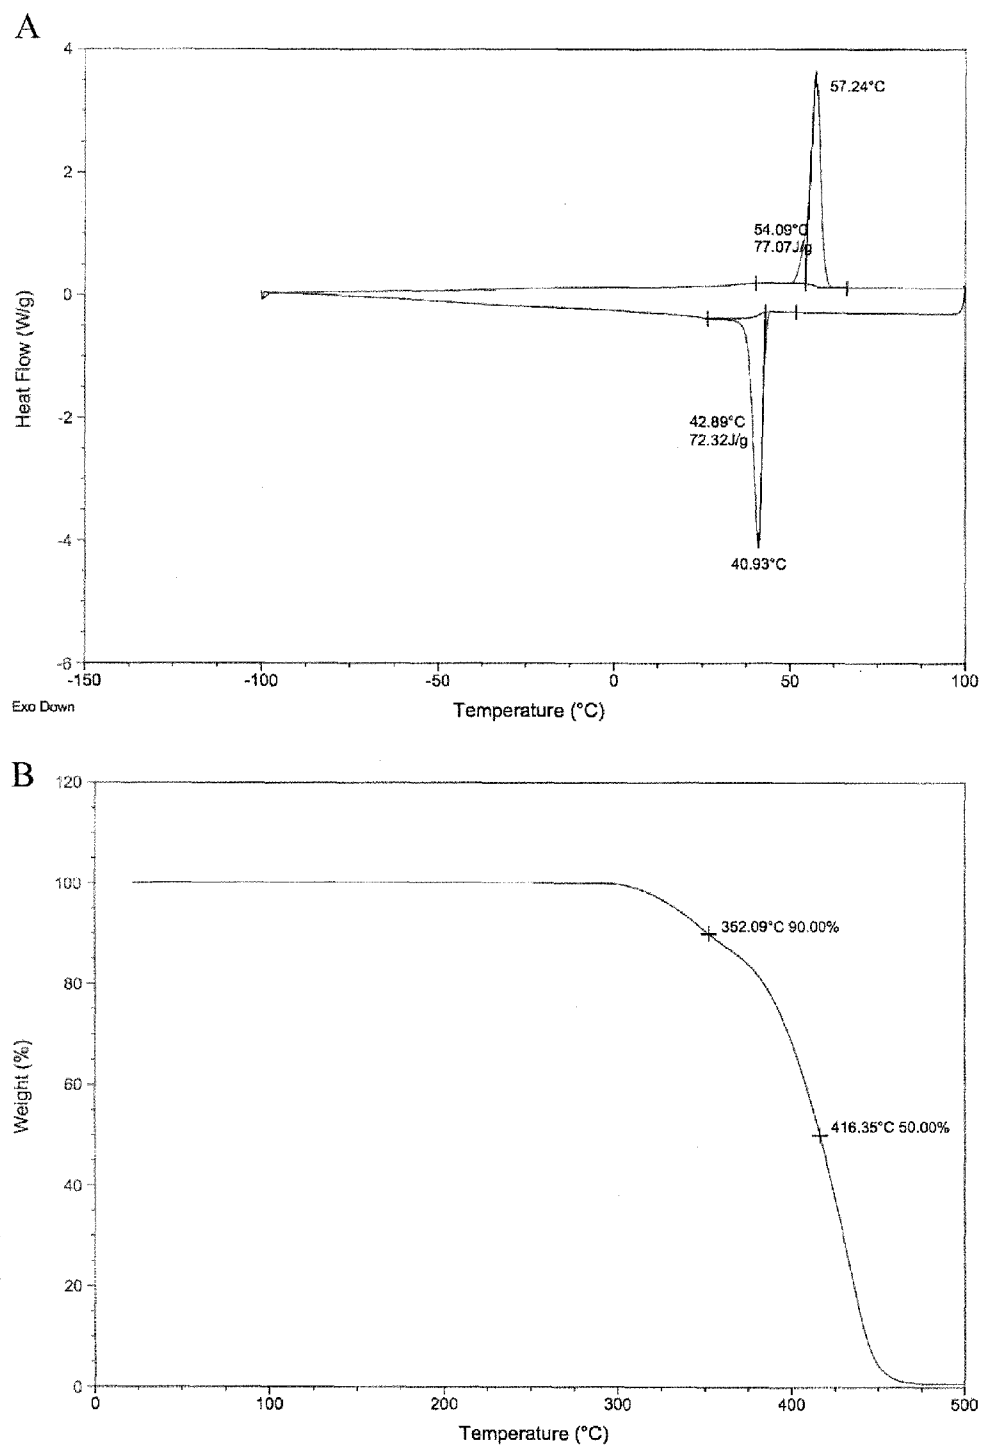 A
4
57.24°C
2
54.09°C
77.07J/g
0
Heat Flow (W/g)
-2
42.89°C
72.32J/g
-4
40.93°C
-6
-150
-100
-50
0
50
100
Exo Down
Temperature (°C)
B
120
100
352.09°C 90.00%
80
Weight (%)
60
416.35°C 50.00%
40
20
0
0
100
200
300
400
500
Temperature (°C)